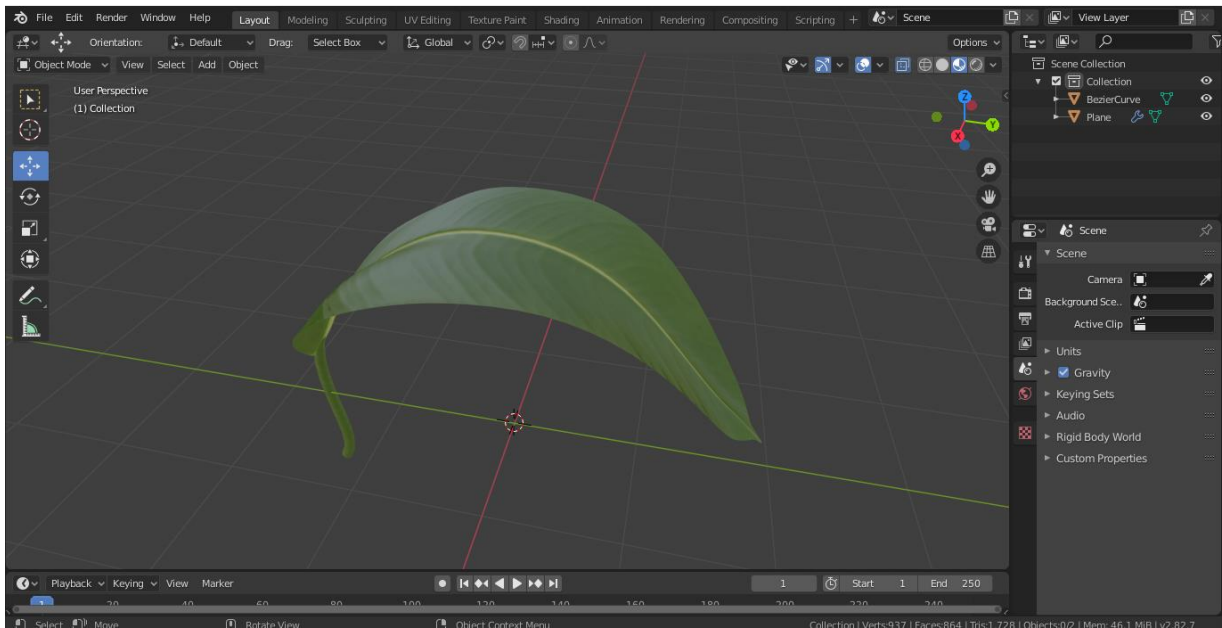 File Edit Render Window Help Layout Modeling Sculpting UV Editing Texture Paint Shading Animation Rendering Compositing Scripting + Scene View Layer
Orientation: Default Drag: Select Box Global Options
Object Mode View Select Add Object
User Perspective
(1) Collection
Z
Y
X
Scene Collection
Collection
BezierCurve
Plane
Scene
Scene
Camera
Background Sce..
Active Clip
Units
Gravity
Keying Sets
Audio
Rigid Body World
Custom Properties
Playback Keying View Marker 1 Start 1 End 250
1 20 40 60 80 100 120 140 160 180 200 220 240
Select Move Rotate View Object Context Menu Collection | Verts:937 | Faces:864 | Tris:1,728 | Objects:0/2 | Mem: 46.1 MiB | v2.82.7